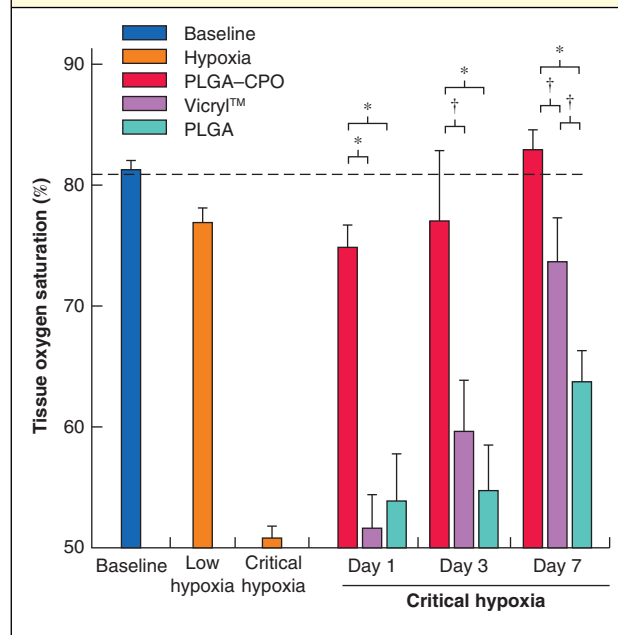 Baseline
Hypoxia
PLGA–CPO
Vicryl™
PLGA
Tissue oxygen saturation (%)
90
80
70
60
50
*
*
*
†
*
†
†
Baseline
Low hypoxia
Critical hypoxia
Day 1
Day 3
Day 7
Critical hypoxia